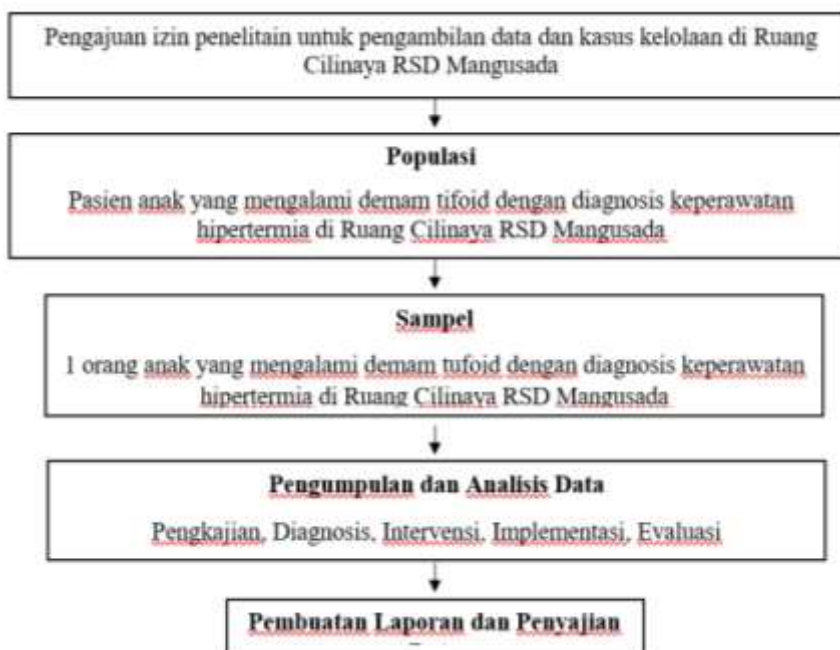 Pengajuan izin penelitain untuk pengambilan data dan kasus kelolaan di Ruang
Cilinaya RSD Mangusada
Populasi
Pasien anak yang mengalami demam tifoid dengan diagnosis keperawatan
hipertermia di Ruang Cilinaya RSD Mangusada
Sampel
1 orang anak yang mengalami demam tufoid dengan diagnosis keperawatan
hipertermia di Ruang Cilinaya RSD Mangusada
Pengumpulan dan Analisis Data
Pengkajian, Diagnosis, Intervensi, Implementasi, Evaluasi
Pembuatan Laporan dan Penyajian